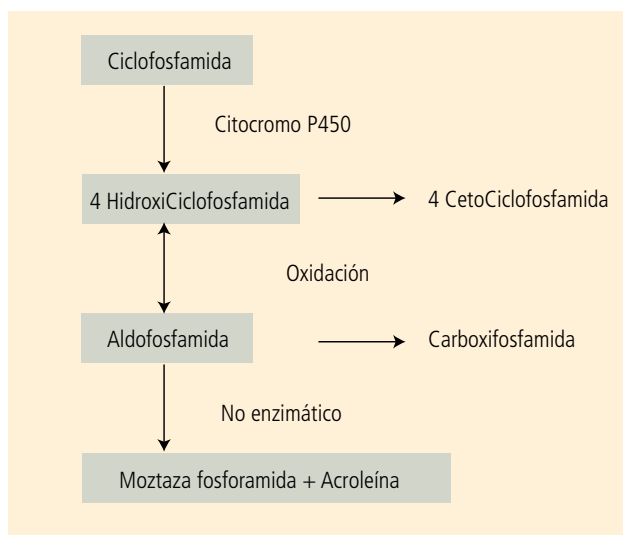 Ciclofosfamida
Citocromo P450
4 HidroxiCiclofosfamida
4 CetoCiclofosfamida
Oxidación
Aldofosfamida
Carboxifosfamida
No enzimático
Moztaza fosforamida + Acroleína